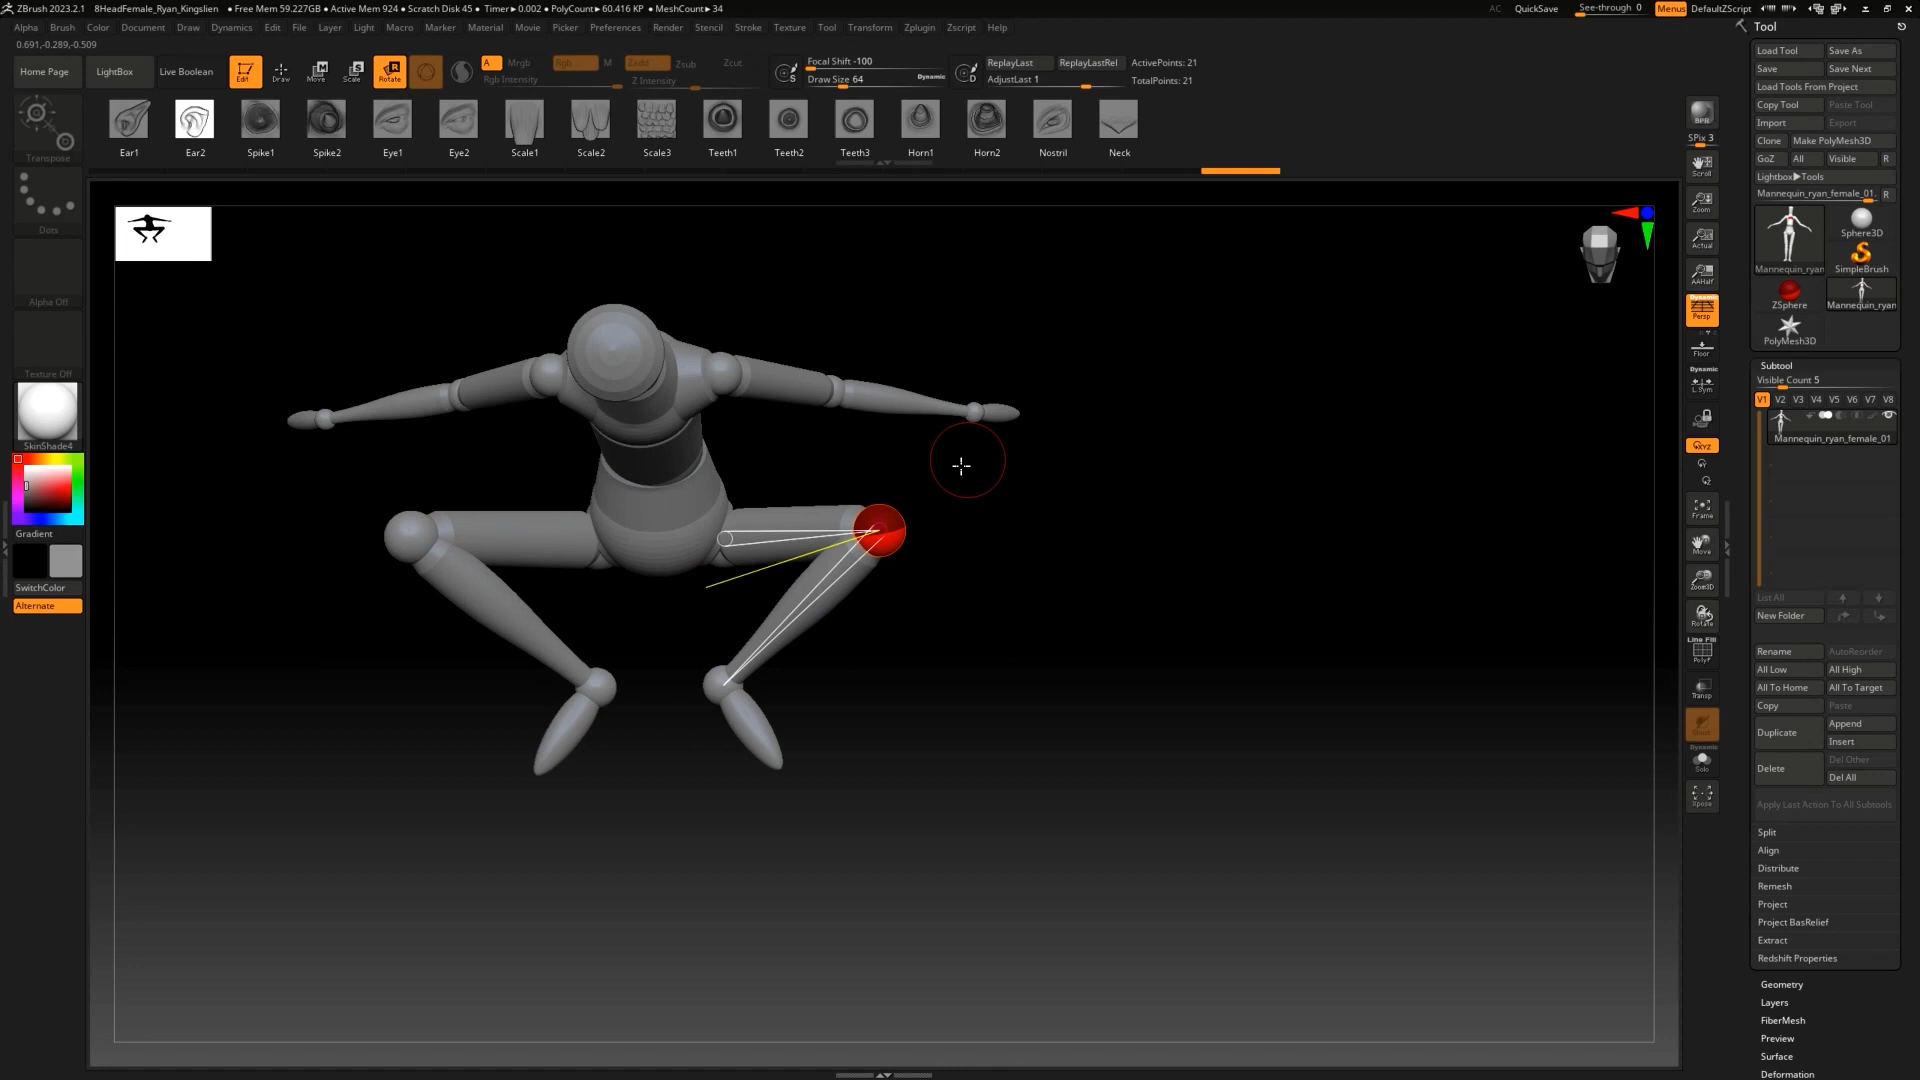 ZBrush 2023.2.1 8HeadFemale_Ryan_Kingslien • Free Mem 59.227GB • Active Mem 924 • Scratch Disk 45 • Timer▶0.002 • PolyCount▶60.416 KP • MeshCount▶34 AC QuickSave See-through 0 Menus DefaultZScript
Alpha Brush Color Document Draw Dynamics Edit File Layer Light Macro Marker Material Movie Picker Preferences Render Stencil Stroke Texture Tool Transform Zplugin Zscript Help
0.691,-0.289,-0.509
Home Page LightBox Live Boolean Edit Draw Move Scale Rotate
A Mrgb Rgb M Zadd Zsub Zcut
Rgb Intensity Z Intensity
Focal Shift -100
Draw Size 64 Dynamic
S D
ReplayLast ReplayLastRel ActivePoints: 21
AdjustLast 1 TotalPoints: 21
Ear1 Ear2 Spike1 Spike2 Eye1 Eye2 Scale1 Scale2 Scale3 Teeth1 Teeth2 Teeth3 Horn1 Horn2 Nostril Neck
Transpose
Dots
Alpha Off
Texture Off
SkinShade4
Gradient
SwitchColor
Alternate
BPR
SPix 3
Scroll
Zoom
Actual
AAHalf
Dynamic
Persp
Floor
Dynamic
L.Sym
XYZ
Frame
Move
Zoom3D
Rotate
Line Fill
PolyF
Transp
Ghost
Dynamic
Solo
Xpose
Tool
Load Tool Save As
Save Save Next
Load Tools From Project
Copy Tool Paste Tool
Import Export
Clone Make PolyMesh3D
GoZ All Visible R
Lightbox▶Tools
Mannequin_ryan_female_01. R
Mannequin_ryan Sphere3D
SimpleBrush
ZSphere Mannequin_ryan
PolyMesh3D
Subtool
Visible Count 5
V1 V2 V3 V4 V5 V6 V7 V8
Mannequin_ryan_female_01
List All
New Folder
Rename AutoReorder
All Low All High
All To Home All To Target
Copy Paste
Duplicate Append
Insert
Delete Del Other
Del All
Apply Last Action To All Subtools
Split
Align
Distribute
Remesh
Project
Project BasRelief
Extract
Redshift Properties
Geometry
Layers
FiberMesh
Preview
Surface
Deformation